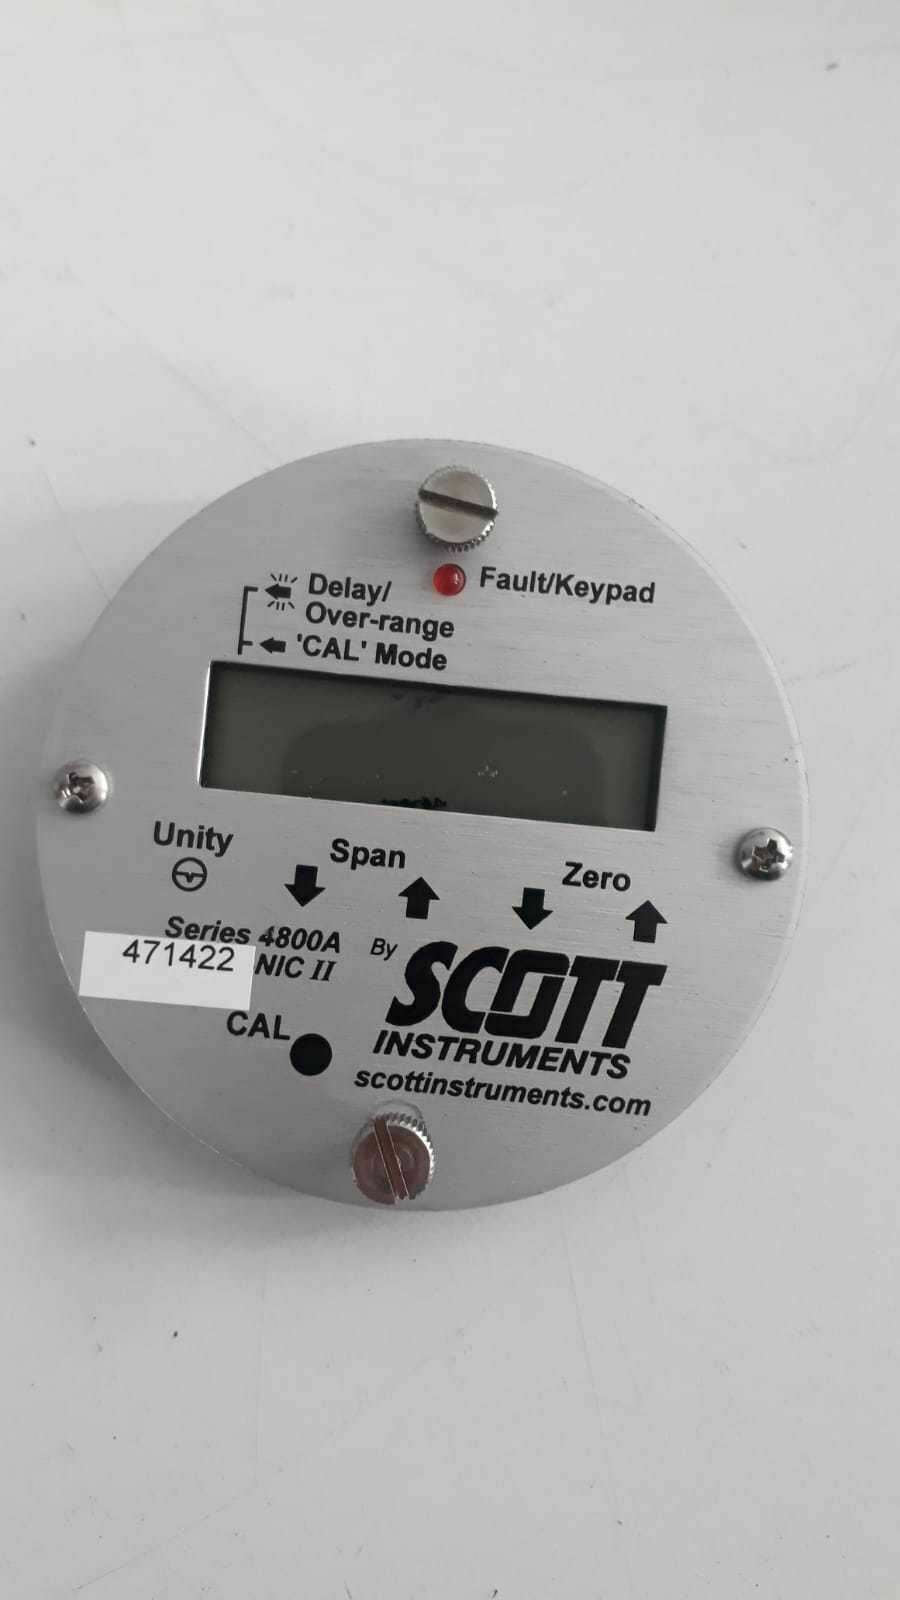 Delay/
Over-range
'CAL' Mode
Fault/Keypad
Unity
Span
Zero
Series 4800A
471422
NIC II
By
SCOTT
INSTRUMENTS
scottinstruments.com
CAL